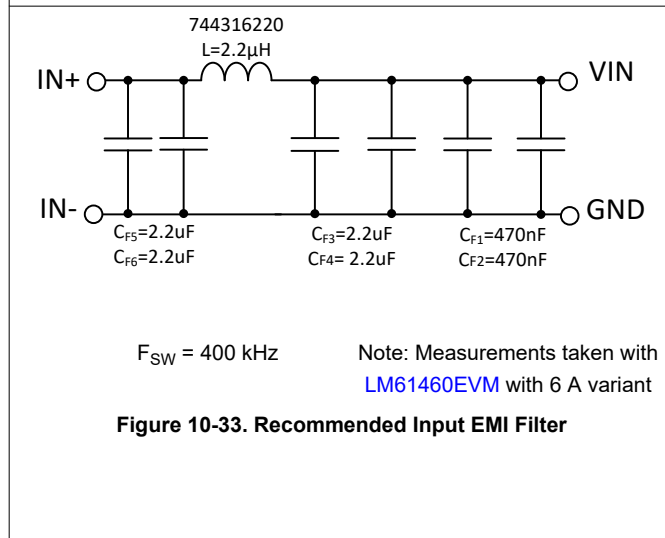 744316220
L=2.2µH
IN+
VIN
IN-
GND
CF5=2.2uF
CF6=2.2uF
CF3=2.2uF
CF4= 2.2uF
CF1=470nF
CF2=470nF
FSW = 400 kHz
Note: Measurements taken with
LM61460EVM with 6 A variant
Figure 10-33. Recommended Input EMI Filter